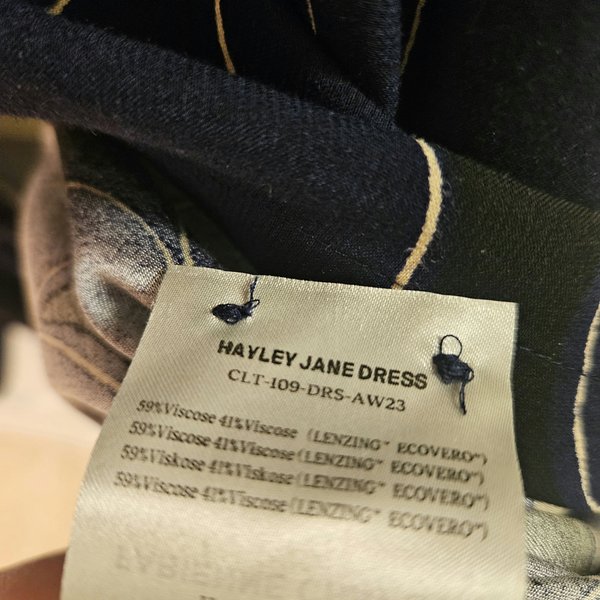 HAYLEY JANE DRESS
CLT-109-DRS-AW23
59%Viscose 41%Viscose (LENZING™ ECOVERO™)
59%Viscose 41%Viscose (LENZING™ ECOVERO™)
59%Viskose 41%Viskose (LENZING™ ECOVERO™)
59%Viscose 41%Viscose (LENZING™ ECOVERO™)